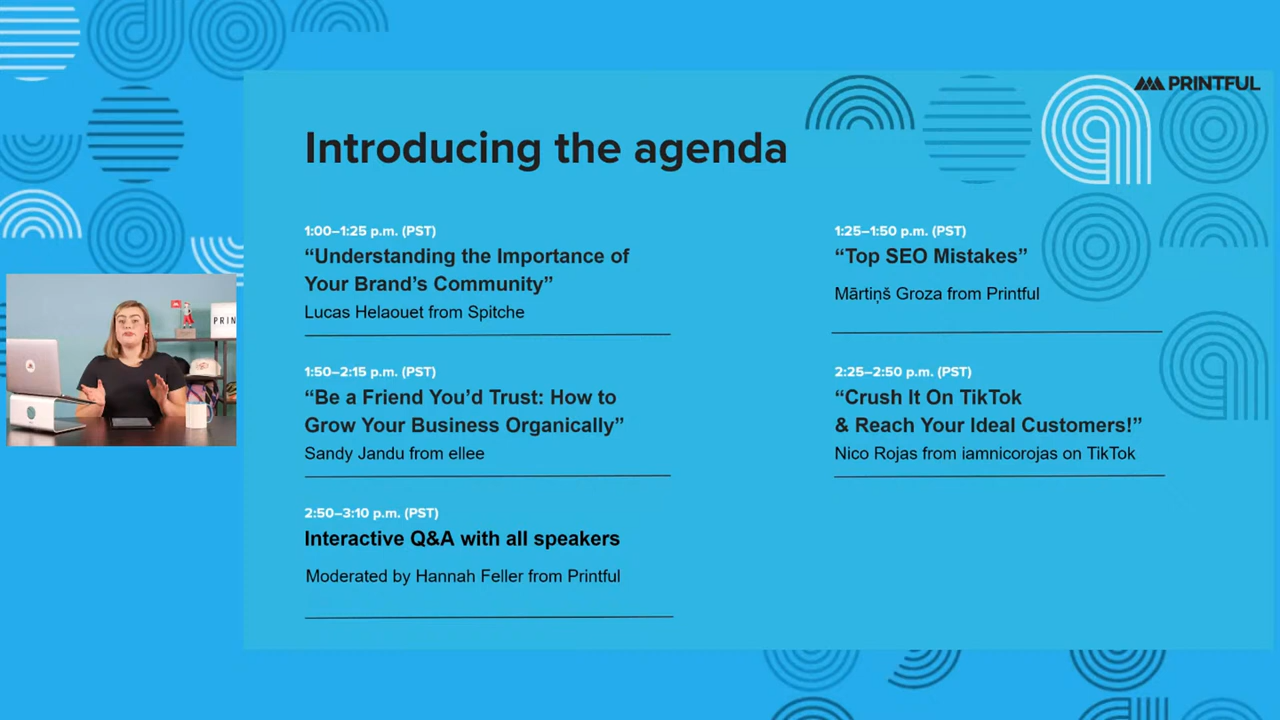 PRINTFUL
Introducing the agenda
1:00–1:25 p.m. (PST)
“Understanding the Importance of
Your Brand’s Community”
Lucas Helaouet from Spitche
1:25–1:50 p.m. (PST)
“Top SEO Mistakes”
Mārtiņš Groza from Printful
1:50–2:15 p.m. (PST)
“Be a Friend You’d Trust: How to
Grow Your Business Organically”
Sandy Jandu from ellee
2:25–2:50 p.m. (PST)
“Crush It On TikTok
& Reach Your Ideal Customers!”
Nico Rojas from iamnicorojas on TikTok
2:50–3:10 p.m. (PST)
Interactive Q&A with all speakers
Moderated by Hannah Feller from Printful
PRIN